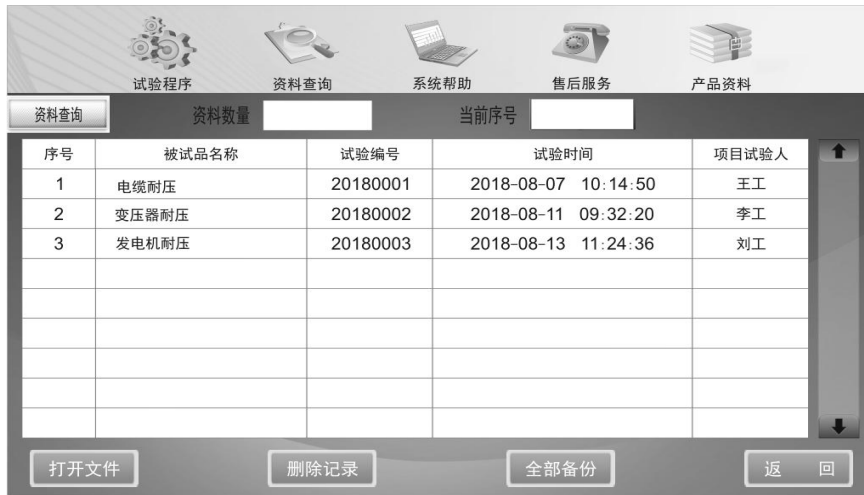 试验程序 资料查询 系统帮助 售后服务 产品资料
资料查询 资料数量 当前序号
序号 被试品名称 试验编号 试验时间 项目试验人
1 电缆耐压 20180001 2018-08-07 10:14:50 王工
2 变压器耐压 20180002 2018-08-11 09:32:20 李工
3 发电机耐压 20180003 2018-08-13 11:24:36 刘工
打开文件 删除记录 全部备份 返 回